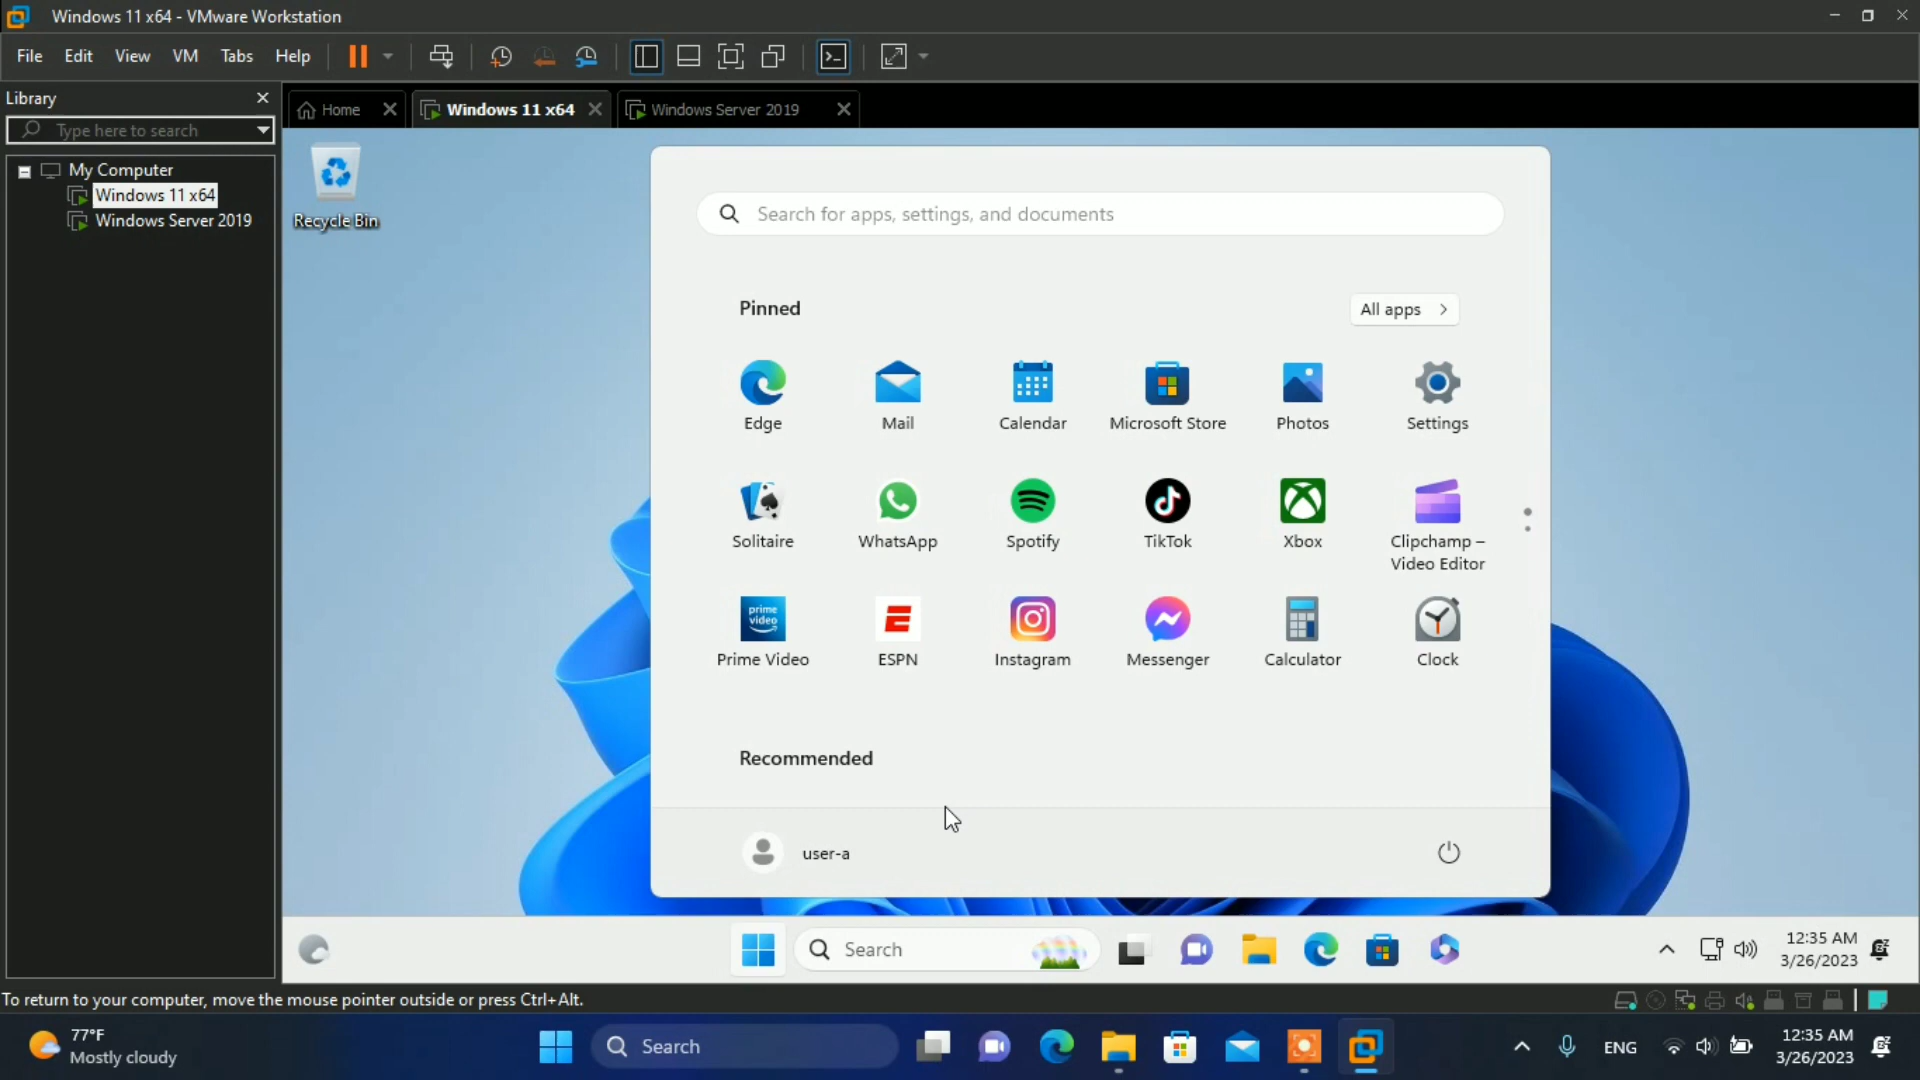 Windows 11 x64 - VMware Workstation
File Edit View VM Tabs Help
Library
Home
Windows 11 x64
Windows Server 2019
Type here to search
My Computer
Windows 11 x64
Windows Server 2019
Recycle Bin
Search for apps, settings, and documents
Pinned
All apps
Edge Mail Calendar Microsoft Store Photos Settings
Solitaire WhatsApp Spotify TikTok Xbox Clipchamp –
Video Editor
prime
video
Prime Video ESPN Instagram Messenger Calculator Clock
Recommended
user-a
Search
12:35 AM
3/26/2023
To return to your computer, move the mouse pointer outside or press Ctrl+Alt.
77°F
Mostly cloudy
Search
ENG
12:35 AM
3/26/2023